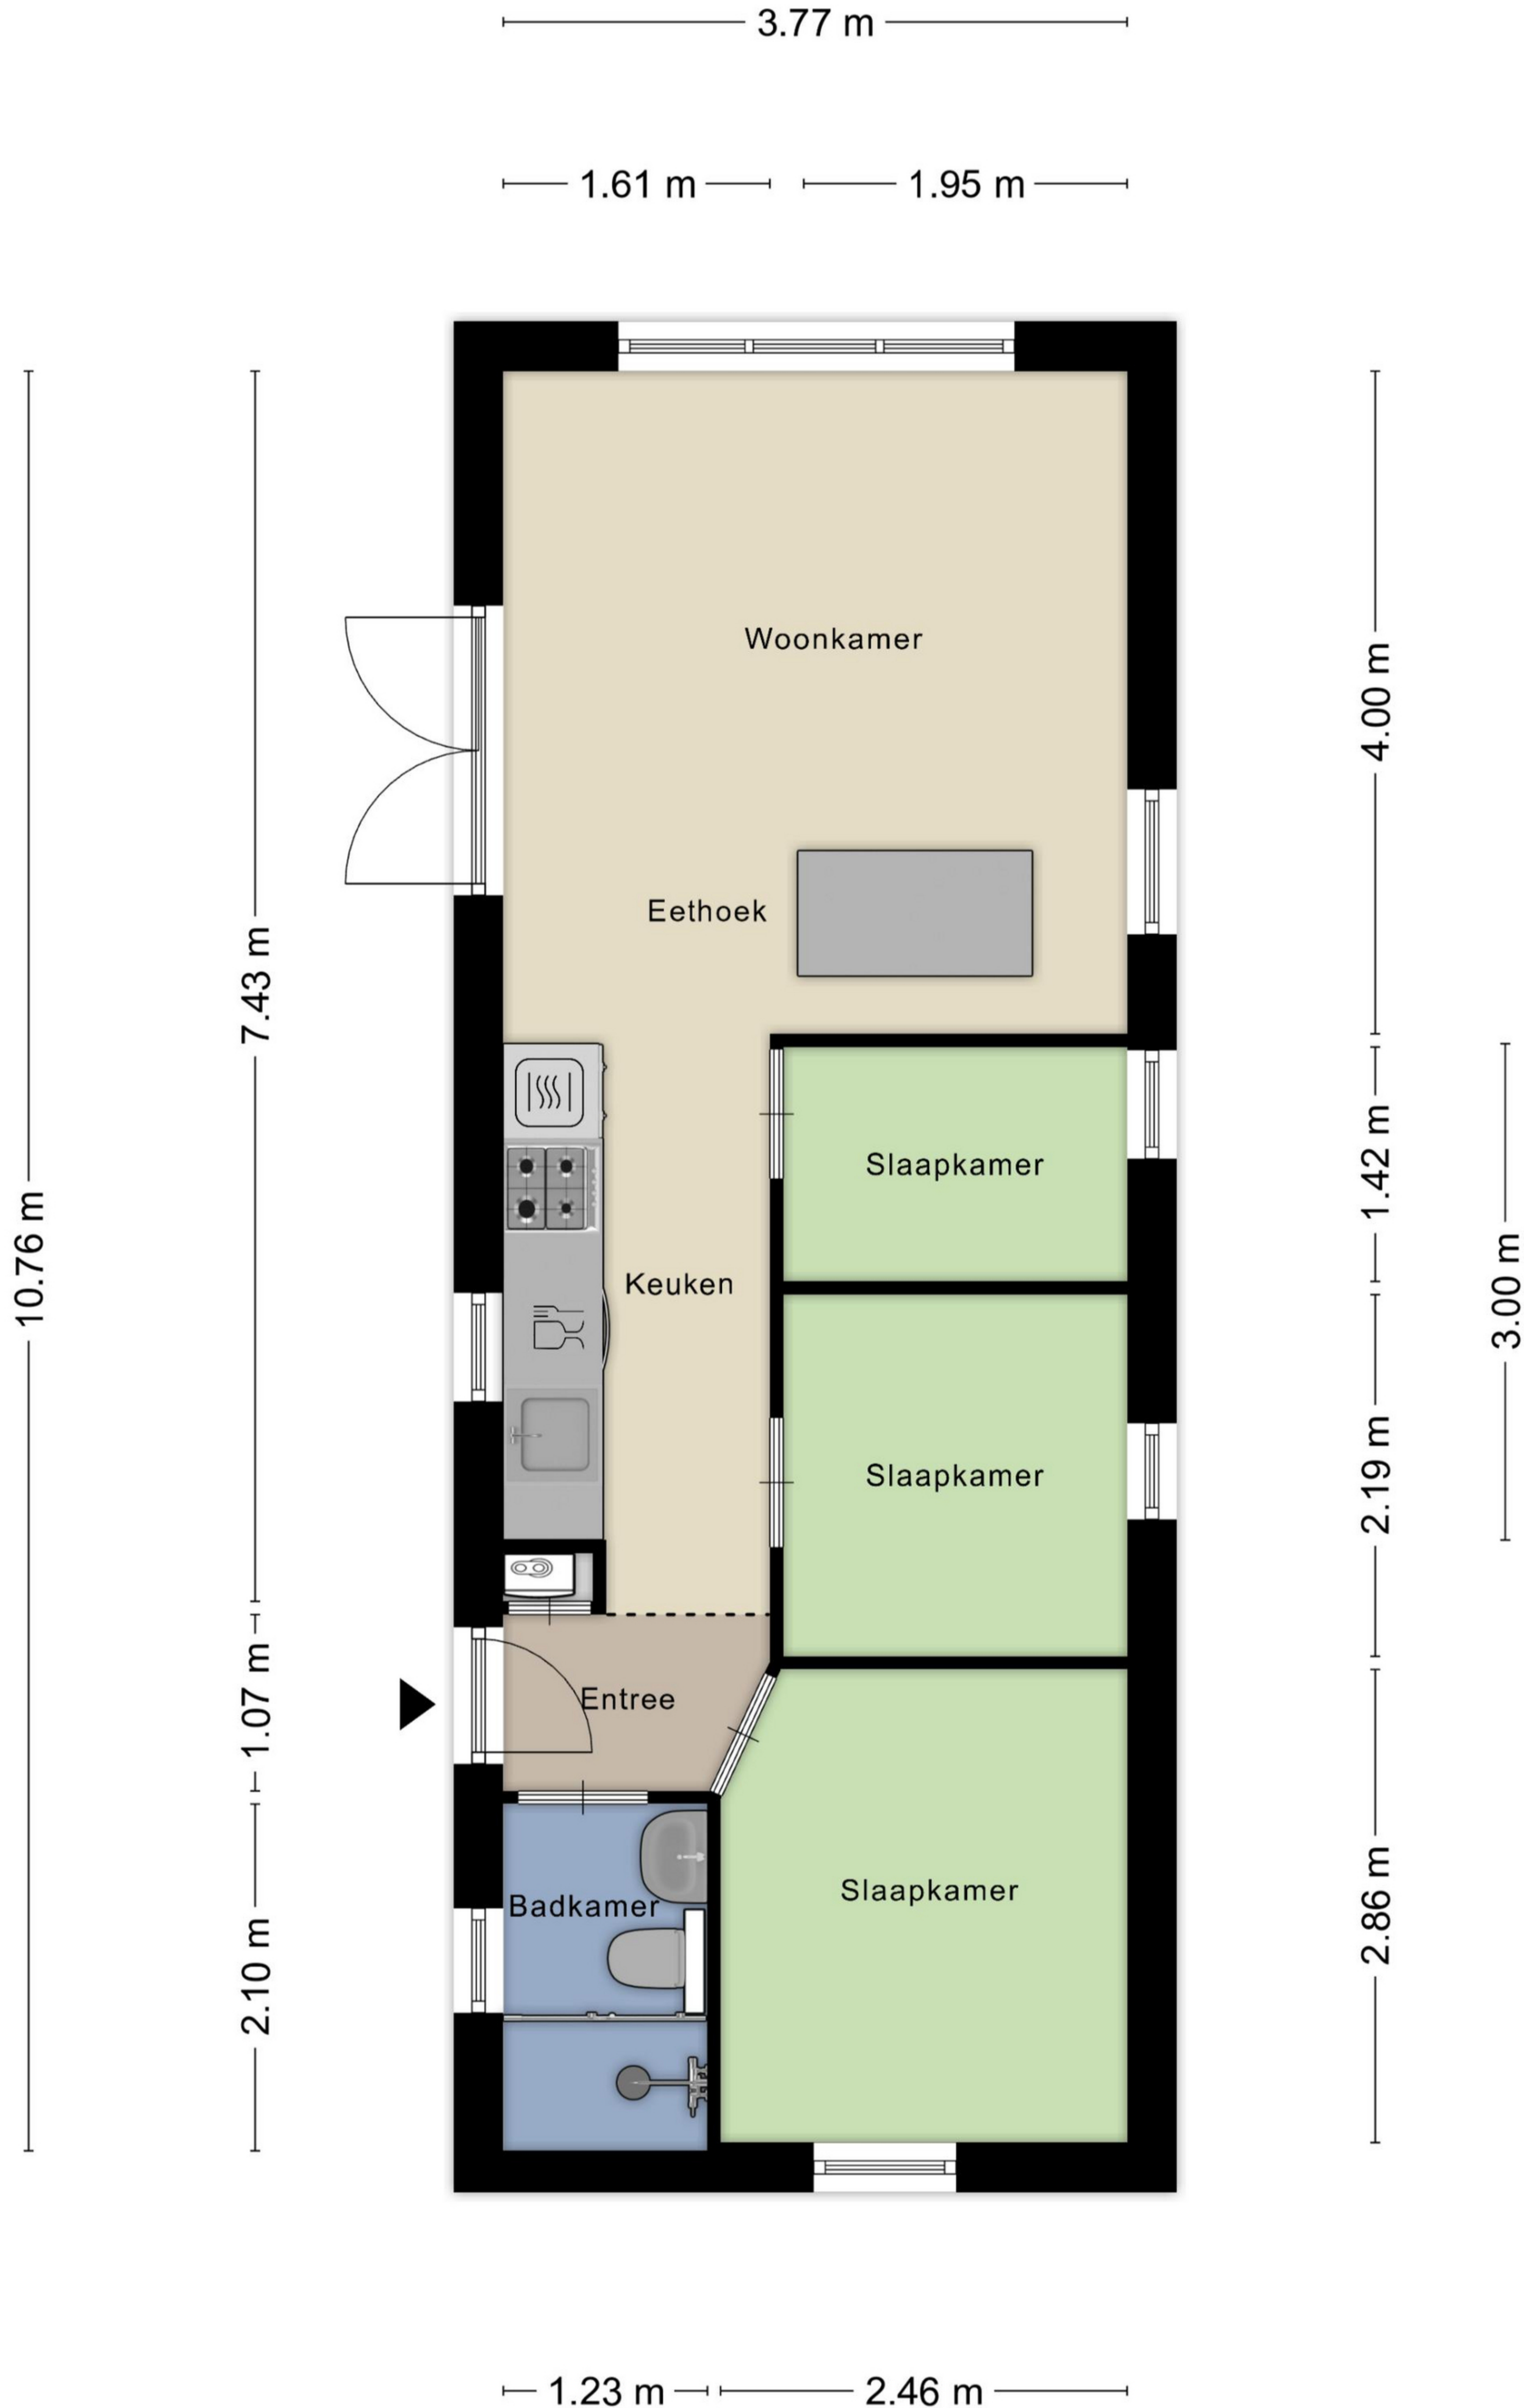 3.77 m
1.61 m
1.95 m
Woonkamer
4.00 m
Eethoek
7.43 m
Slaapkamer
1.42 m
10.76 m
Keuken
3.00 m
Slaapkamer
2.19 m
Entree
1.07 m
Slaapkamer
Badkamer
2.86 m
2.10 m
1.23 m
2.46 m